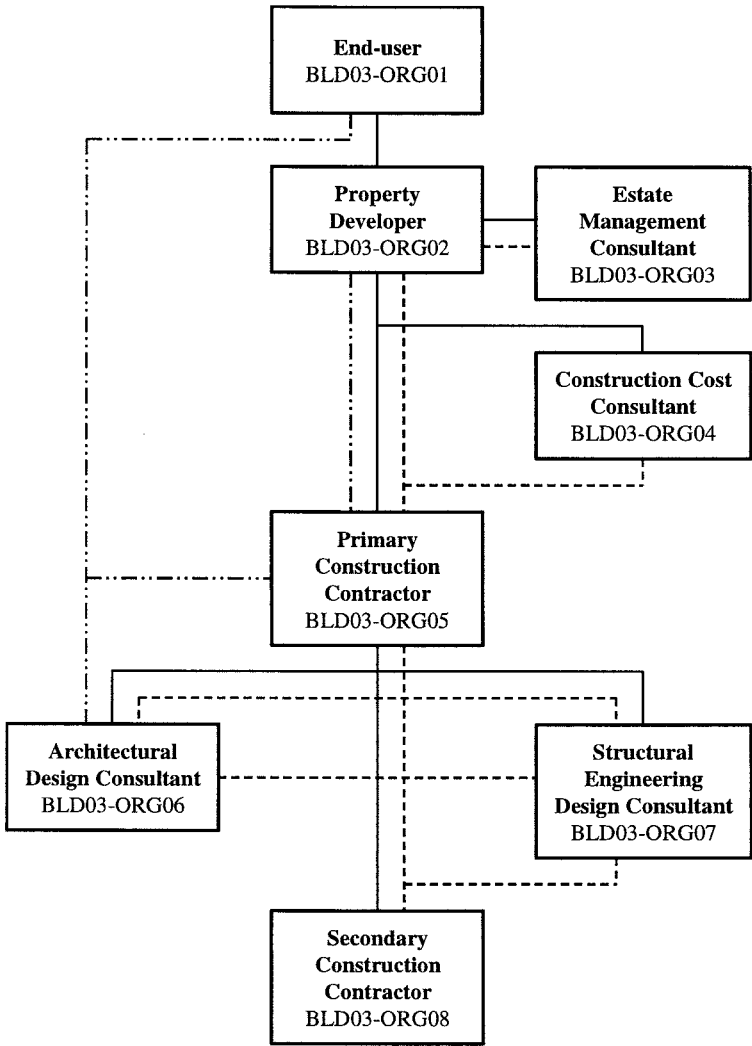 End-user
BLD03-ORG01
Property
Developer
BLD03-ORG02
Estate
Management
Consultant
BLD03-ORG03
Construction Cost
Consultant
BLD03-ORG04
Primary
Construction
Contractor
BLD03-ORG05
Architectural
Design Consultant
BLD03-ORG06
Structural
Engineering
Design Consultant
BLD03-ORG07
Secondary
Construction
Contractor
BLD03-ORG08